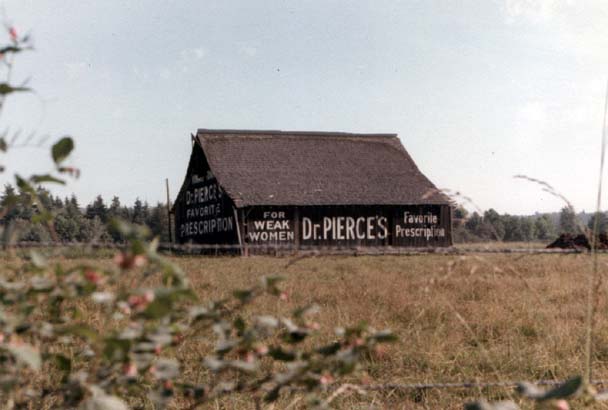 DR. PIERCE'S
FAVORITE
PRESCRIPTION
FOR
WEAK
WOMEN
DR. PIERCE'S
Favorite
Prescription